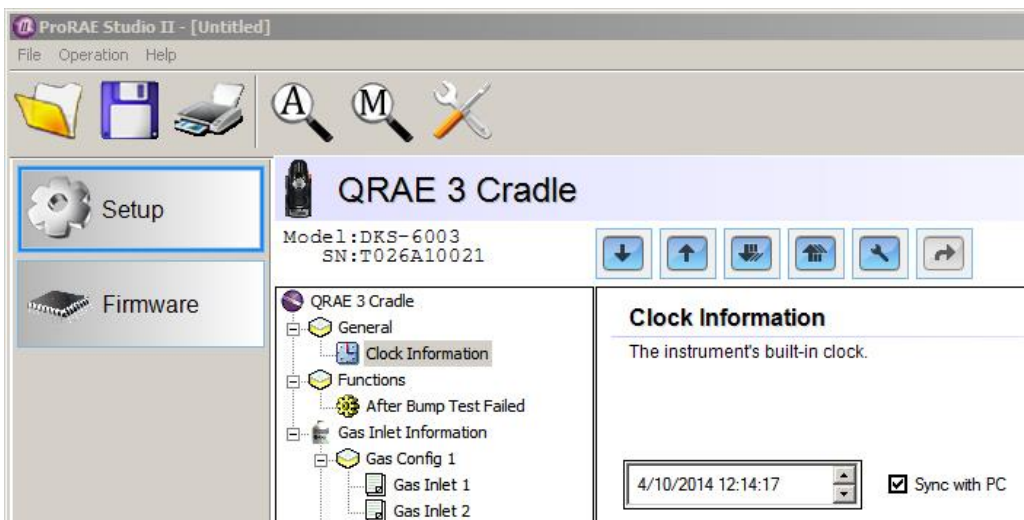 ProRAE Studio II - [Untitled]
File Operation Help
A M
Setup
Firmware
QRAE 3 Cradle
Model:DKS-6003
SN:T026A10021
QRAE 3 Cradle
General
Clock Information
Functions
After Bump Test Failed
Gas Inlet Information
Gas Config 1
Gas Inlet 1
Gas Inlet 2
Clock Information
The instrument's built-in clock.
4/10/2014 12:14:17
Sync with PC